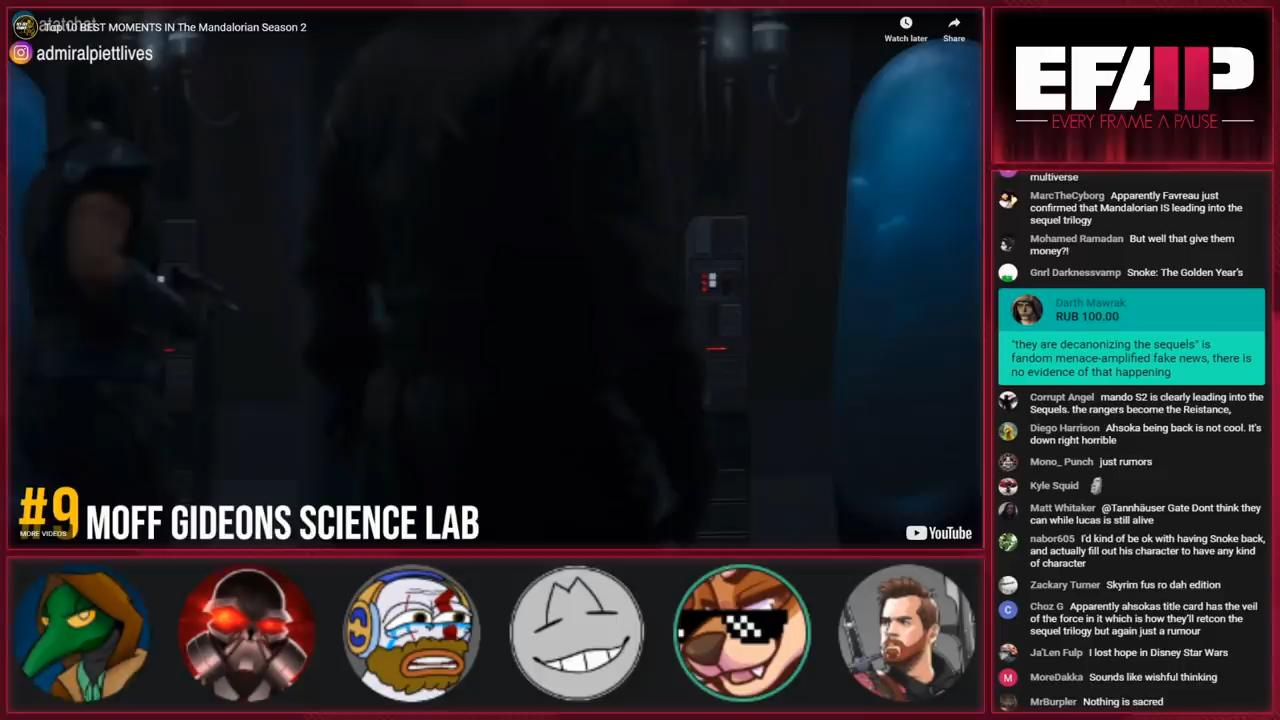 Top 10 BEST MOMENTS IN The Mandalorian Season 2
admiralpiettlives
Watch later
Share
#9 MOFF GIDEONS SCIENCE LAB
MORE VIDEOS
YouTube
EFAP
EVERY FRAME A PAUSE
multiverse
MarcTheCyborg Apparently Favreau just
confirmed that Mandalorian IS leading into the
sequel trilogy
Mohamed Ramadan But well that give them
money?!
Gnrl Darknessvamp Snoke: The Golden Year's
Darth Mawrak
RUB 100.00
"they are decanonizing the sequels" is
fandom menace-amplified fake news, there is
no evidence of that happening
Corrupt Angel mando S2 is clearly leading into the
Sequels. the rangers become the Reistance,
Diego Harrison Ahsoka being back is not cool. It's
down right horrible
Mono_ Punch just rumors
Kyle Squid
Matt Whitaker @Tannhäuser Gate Dont think they
can while lucas is still alive
nabor605 I'd kind of be ok with having Snoke back,
and actually fill out his character to have any kind
of character
Zackary Turner Skyrim fus ro dah edition
C
Choz G Apparently ahsokas title card has the veil
of the force in it which is how they'll retcon the
sequel trilogy but again just a rumour
Ja'Len Fulp I lost hope in Disney Star Wars
M
MoreDakka Sounds like wishful thinking
MrBurpler Nothing is sacred